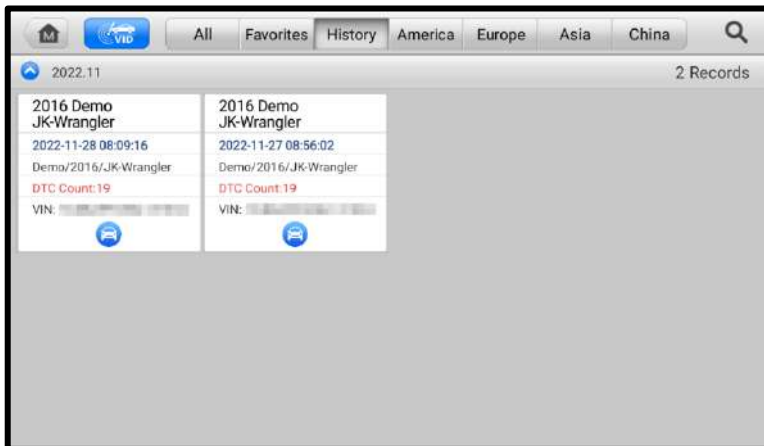 M
VID
All Favorites History America Europe Asia China
2022.11 2 Records
2016 Demo
JK-Wrangler
2022-11-28 08:09:16
Demo/2016/JK-Wrangler
DTC Count:19
VIN:
2016 Demo
JK-Wrangler
2022-11-27 08:56:02
Demo/2016/JK-Wrangler
DTC Count:19
VIN: